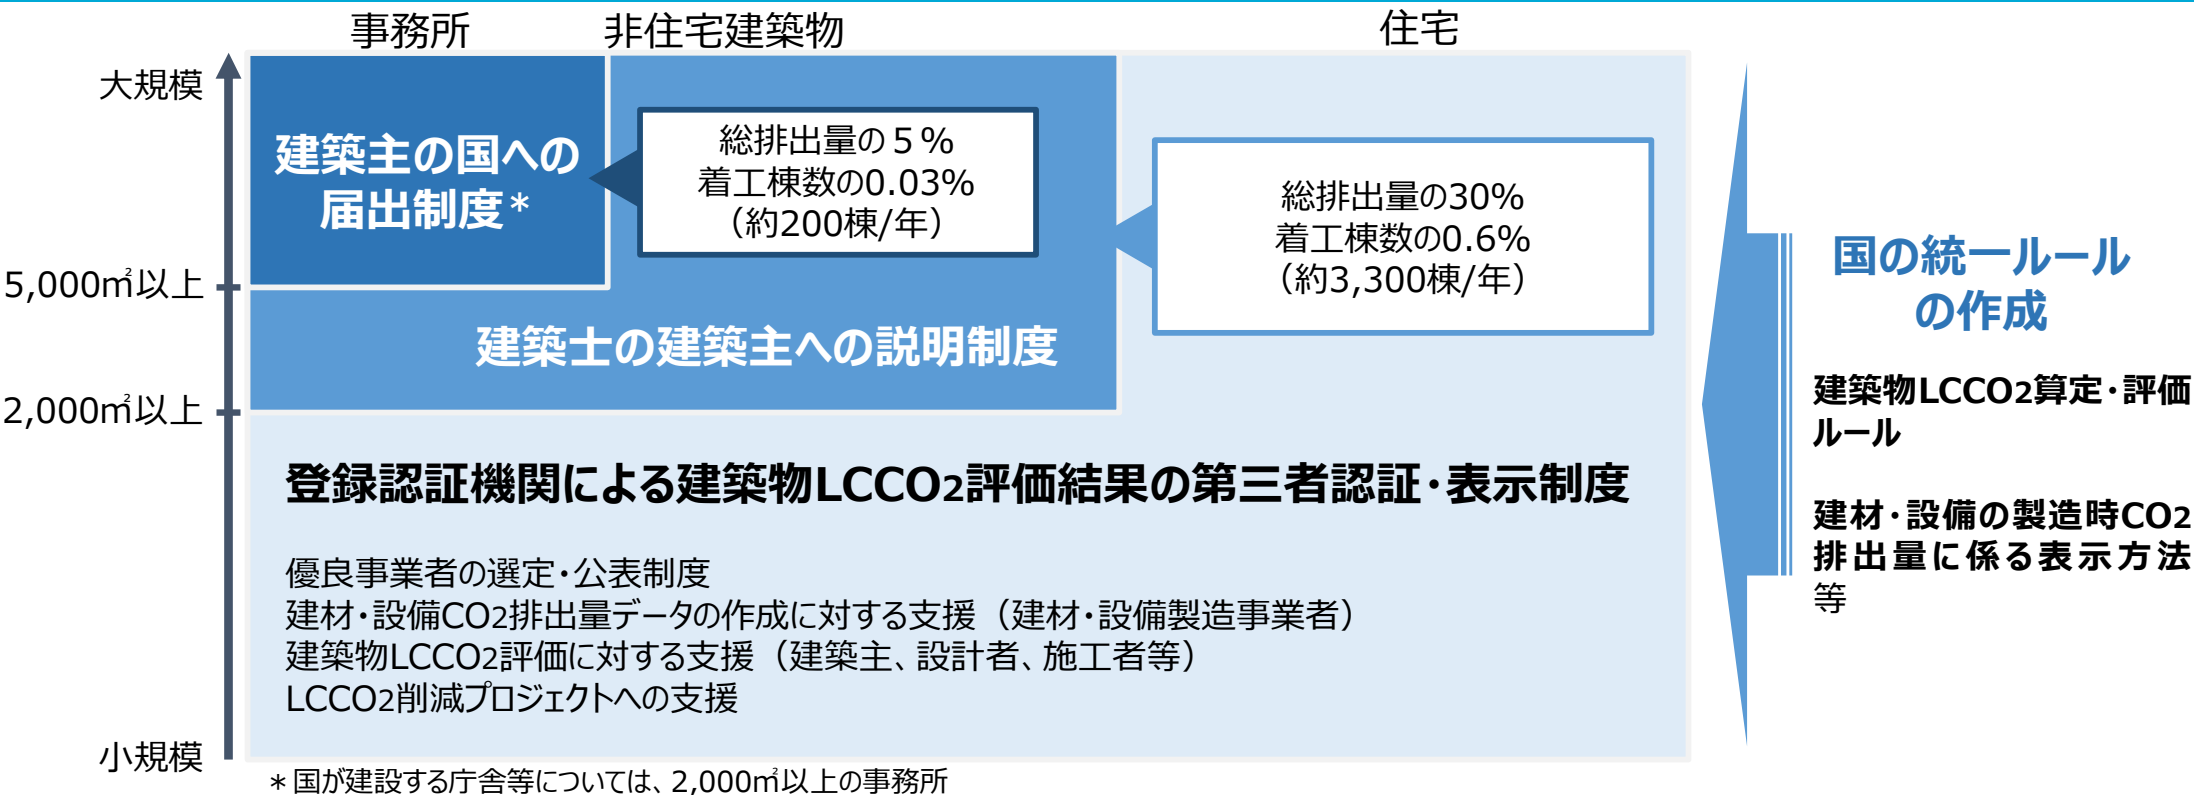 事務所
非住宅建築物
住宅
大規模
建築主の国への
届出制度*
総排出量の５%
着工棟数の0.03%
（約200棟/年）
総排出量の30%
着工棟数の0.6%
（約3,300棟/年）
5,000㎡以上
建築士の建築主への説明制度
2,000㎡以上
登録認証機関による建築物LCCO2評価結果の第三者認証・表示制度
優良事業者の選定・公表制度
建材・設備CO2排出量データの作成に対する支援（建材・設備製造事業者）
建築物LCCO2評価に対する支援（建築主、設計者、施工者等）
LCCO2削減プロジェクトへの支援
小規模
*国が建設する庁舎等については、2,000㎡以上の事務所
国の統一ルール
の作成
建築物LCCO2算定・評価
ルール
建材・設備の製造時CO2
排出量に係る表示方法
等